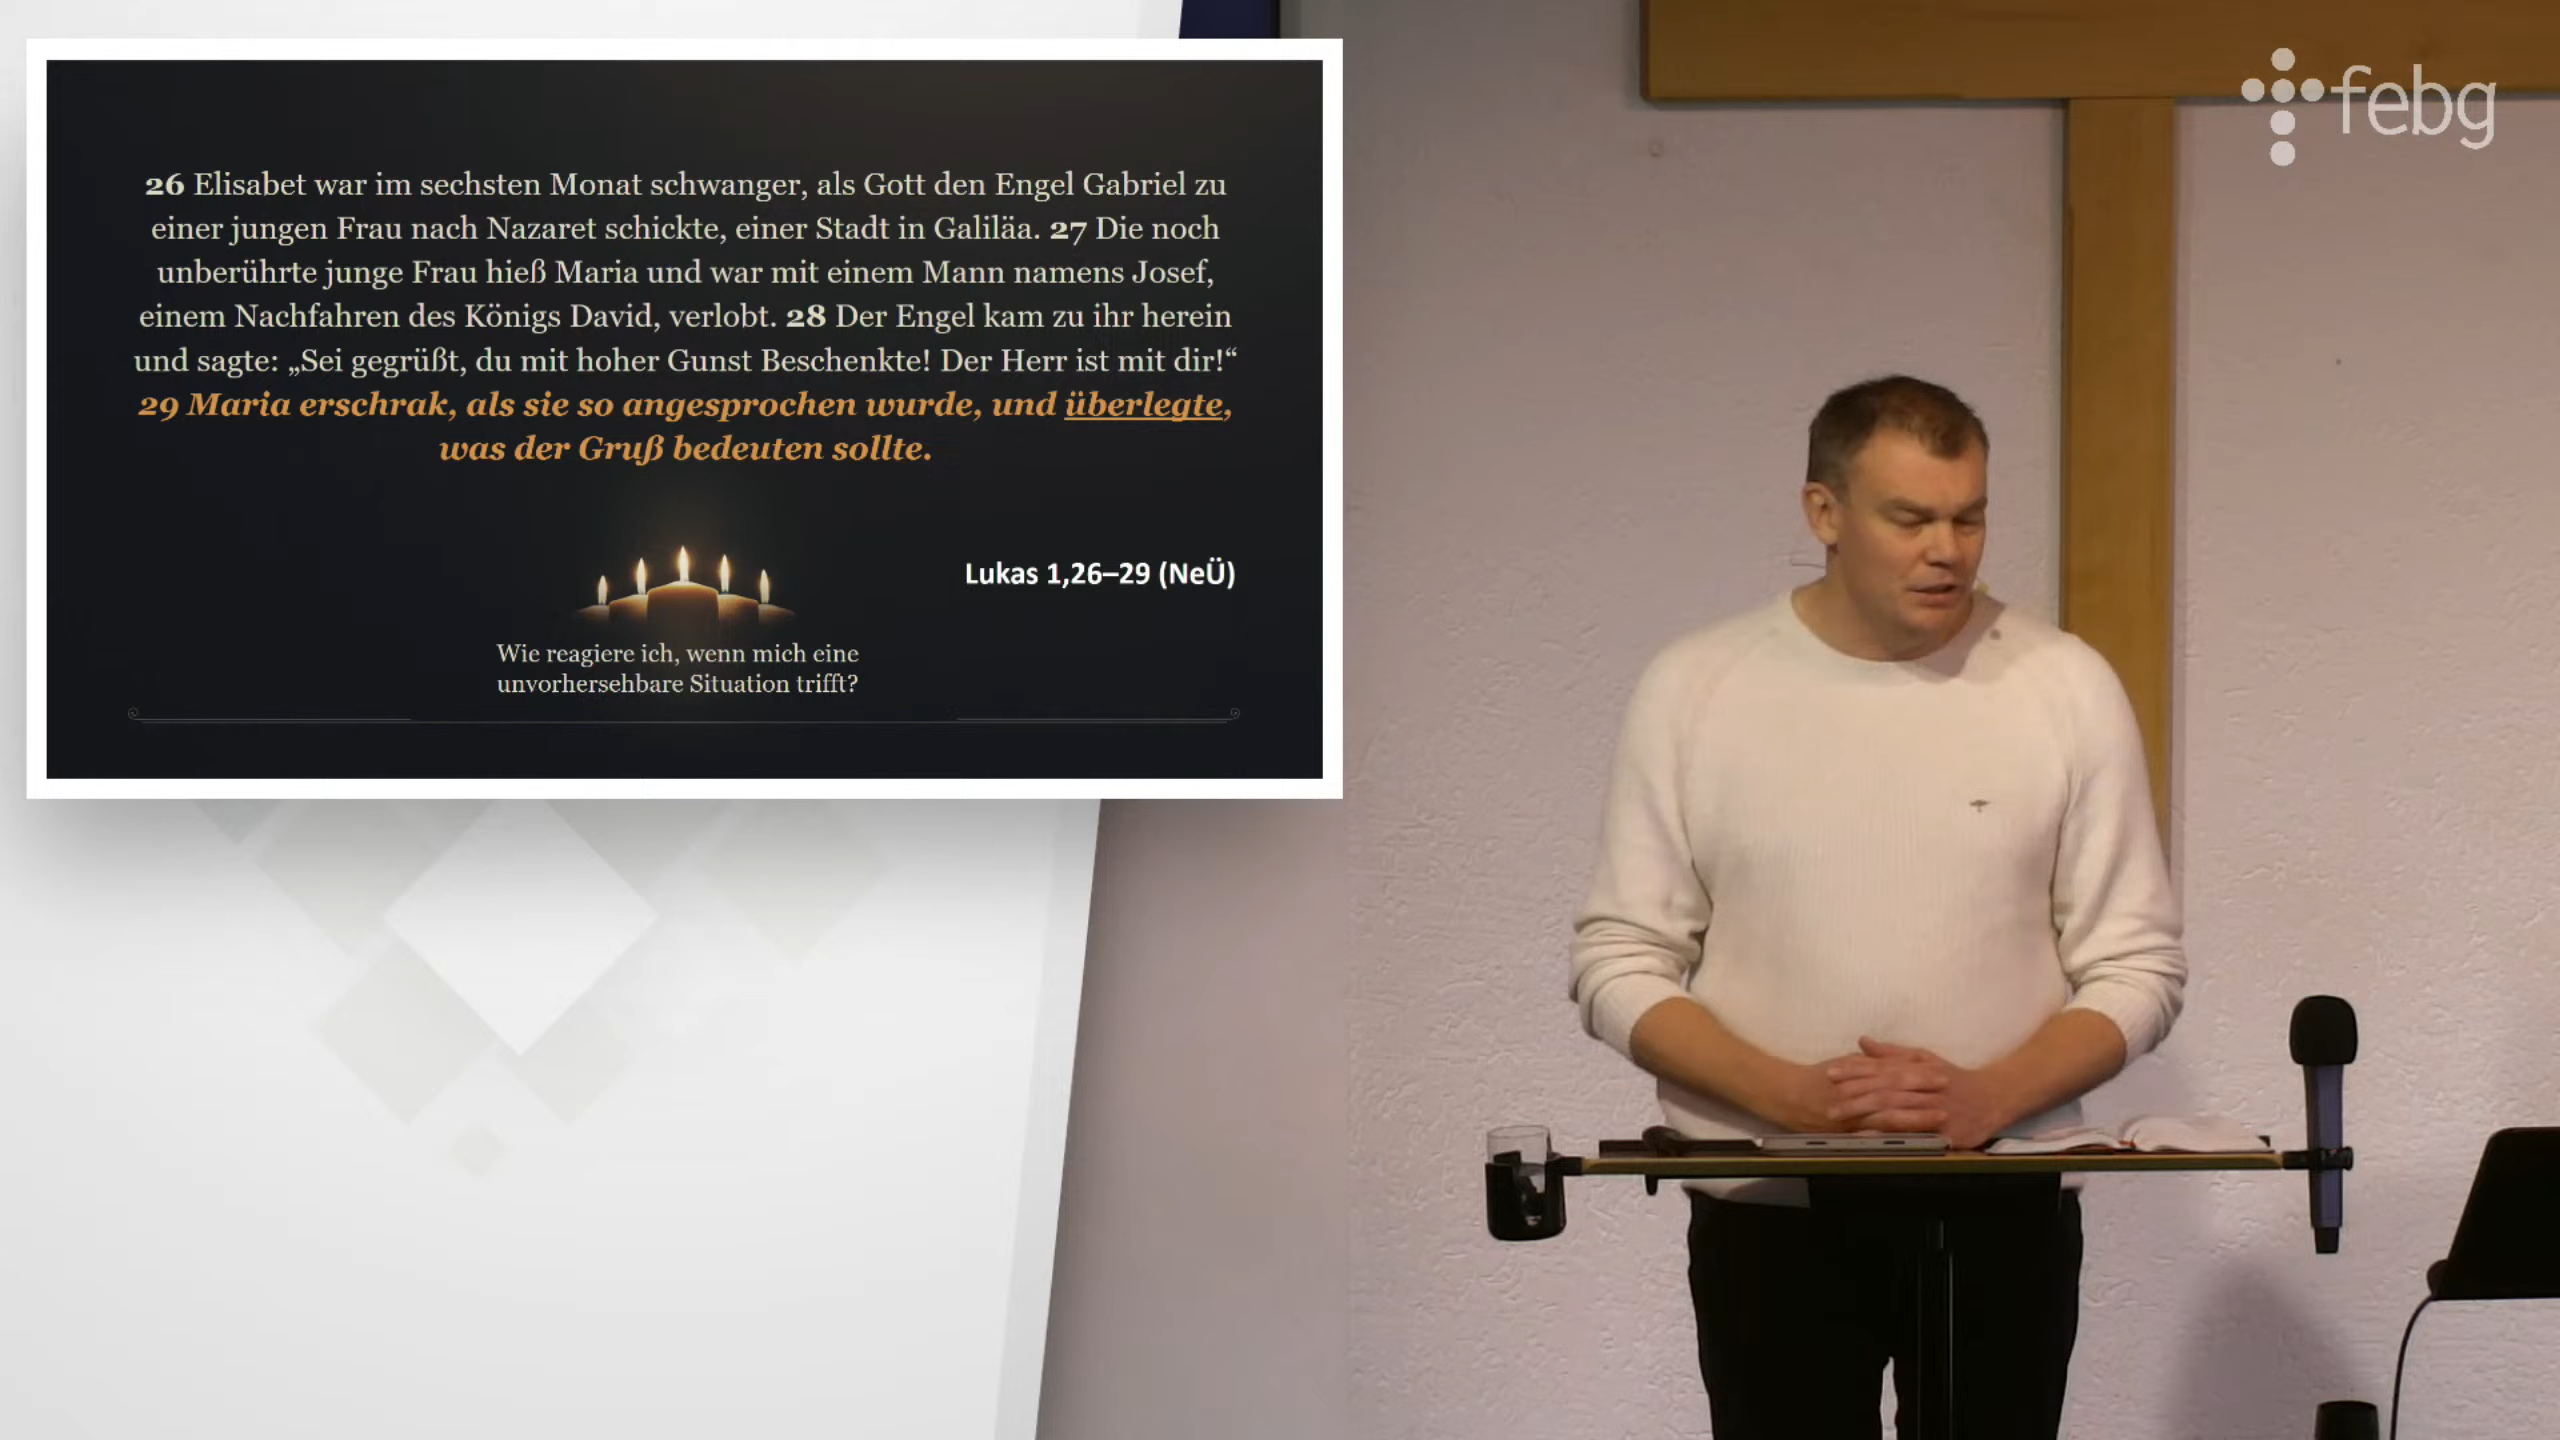 26 Elisabet war im sechsten Monat schwanger, als Gott den Engel Gabriel zu
einer jungen Frau nach Nazaret schickte, einer Stadt in Galiläa. 27 Die noch
unberührte junge Frau hieß Maria und war mit einem Mann namens Josef,
einem Nachfahren des Königs David, verlobt. 28 Der Engel kam zu ihr herein
und sagte: „Sei gegrüßt, du mit hoher Gunst Beschenkte! Der Herr ist mit dir!“
29 Maria erschrak, als sie so angesprochen wurde, und überlegte,
was der Gruß bedeuten sollte.
Lukas 1,26–29 (NeÜ)
Wie reagiere ich, wenn mich eine
unvorhersehbare Situation trifft?
febg